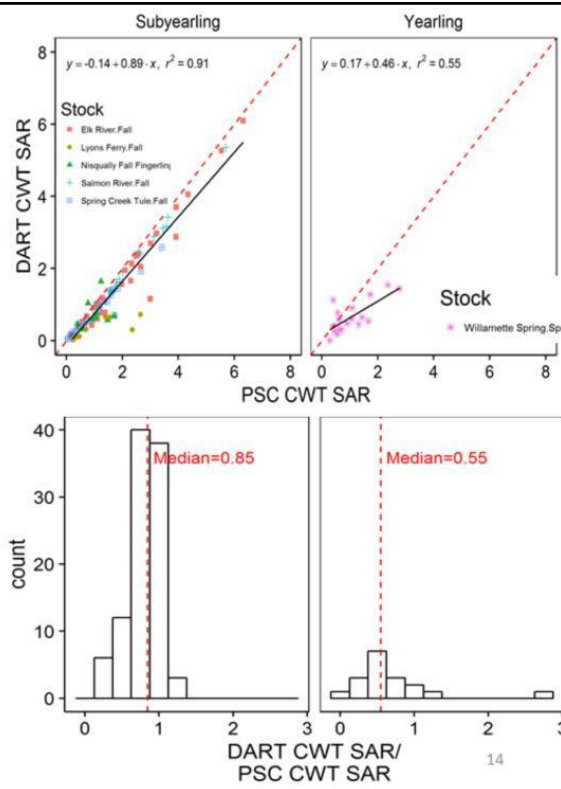 Subyearling
Yearling
8
6
4
2
0
DART CWT SAR
y = -0.14 + 0.89 · x, r² = 0.91
Stock
Elk River.Fall
Lyons Ferry.Fall
Nisqually Fall Fingerling
Salmon River.Fall
Spring Creek Tule.Fall
y = 0.17 + 0.46 · x, r² = 0.55
Stock
Willamette Spring.Sp
0 2 4 6 8
0 2 4 6 8
PSC CWT SAR
40
30
20
10
0
count
Median=0.85
Median=0.55
0 1 2 3
0 1 2 3
DART CWT SAR/
PSC CWT SAR
14